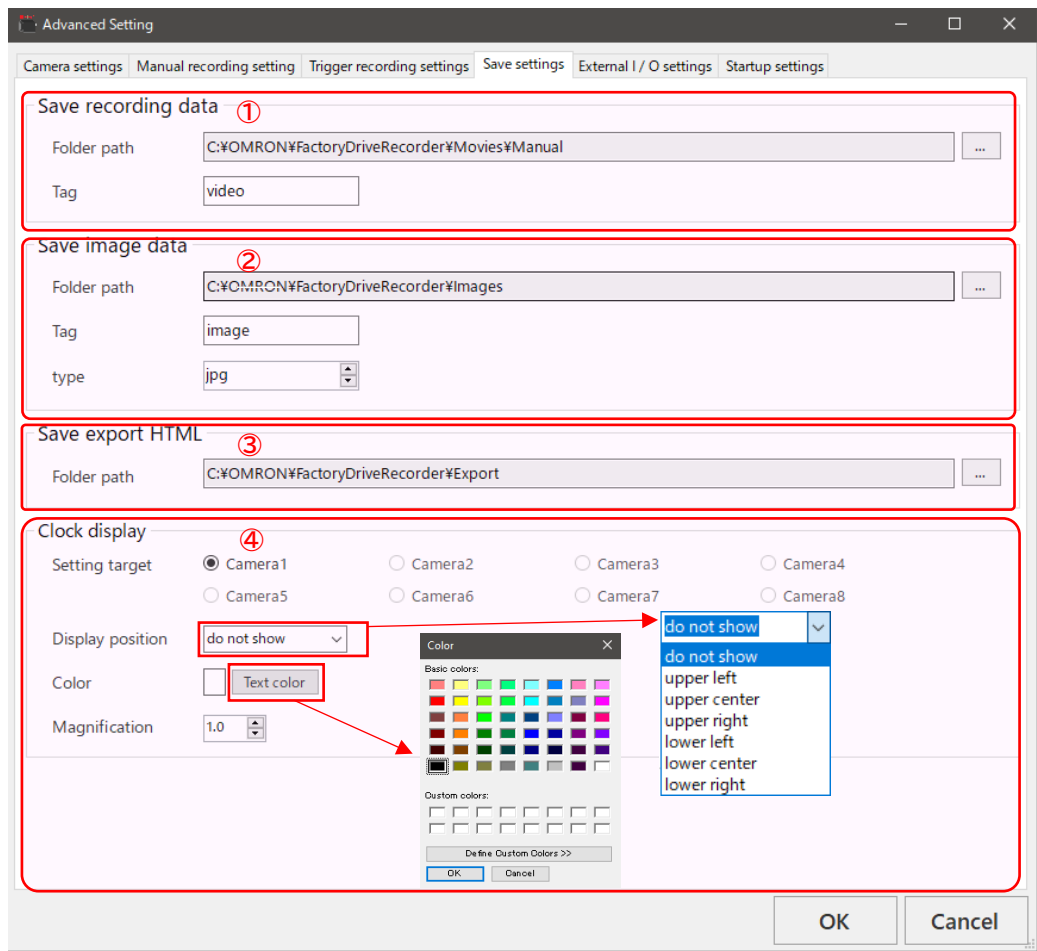 Advanced Setting
Camera settings Manual recording setting Trigger recording settings Save settings External I / O settings Startup settings
Save recording data ①
Folder path C:¥OMRON¥FactoryDriveRecorder¥Movies¥Manual ...
Tag video
Save image data ②
Folder path C:¥OMRON¥FactoryDriveRecorder¥Images ...
Tag image
type jpg
Save export HTML ③
Folder path C:¥OMRON¥FactoryDriveRecorder¥Export ...
Clock display ④
Setting target Camera1 Camera2 Camera3 Camera4
Camera5 Camera6 Camera7 Camera8
Display position do not show
Color Text color
Magnification 1.0
Color
Basic colors:
Custom colors:
Define Custom Colors >>
OK Cancel
do not show
do not show
upper left
upper center
upper right
lower left
lower center
lower right
OK Cancel